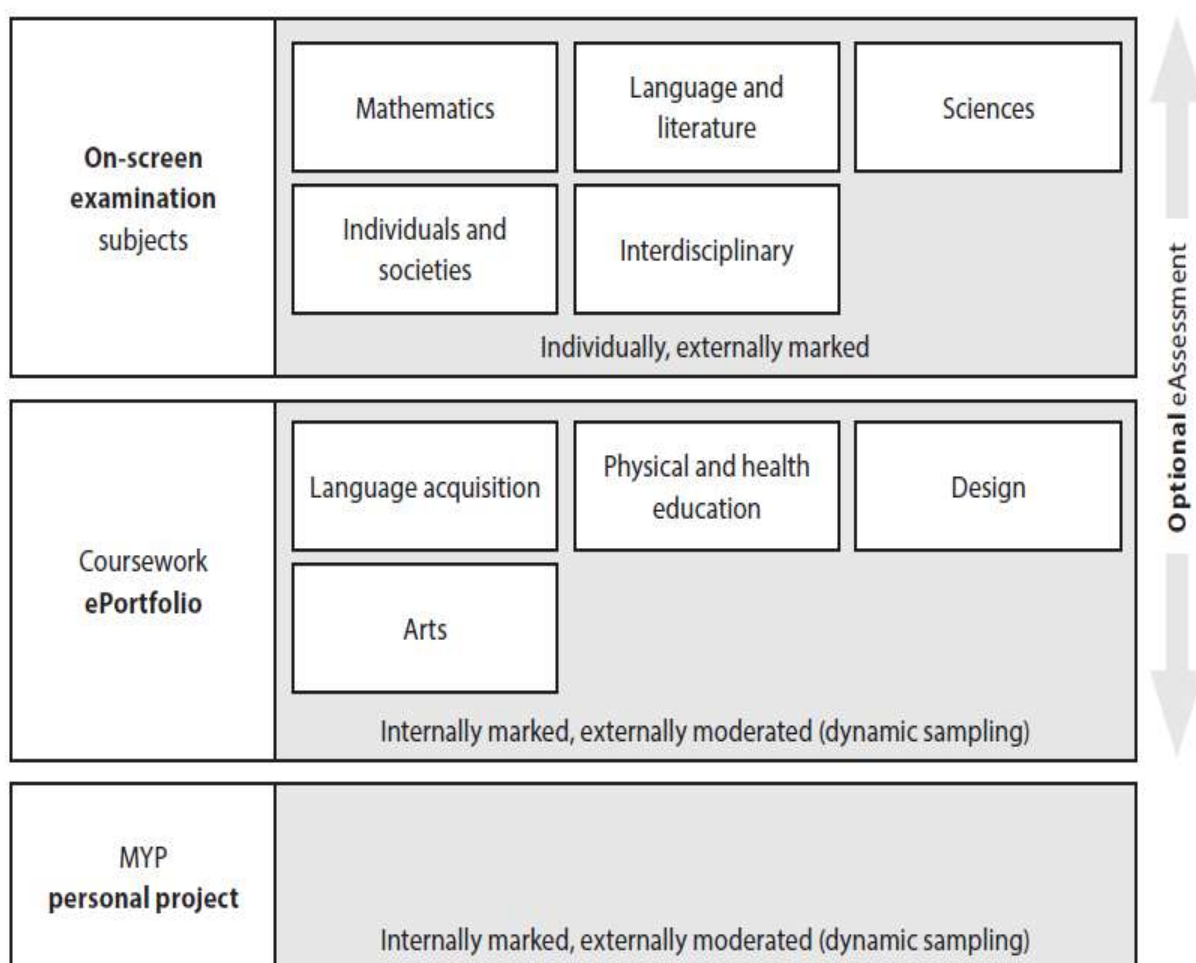 On-screen
examination
subjects
Mathematics
Language and
literature
Sciences
Individuals and
societies
Interdisciplinary
Individually, externally marked
Coursework
ePortfolio
Language acquisition
Physical and health
education
Design
Arts
Internally marked, externally moderated (dynamic sampling)
MYP
personal project
Internally marked, externally moderated (dynamic sampling)
Optional eAssessment